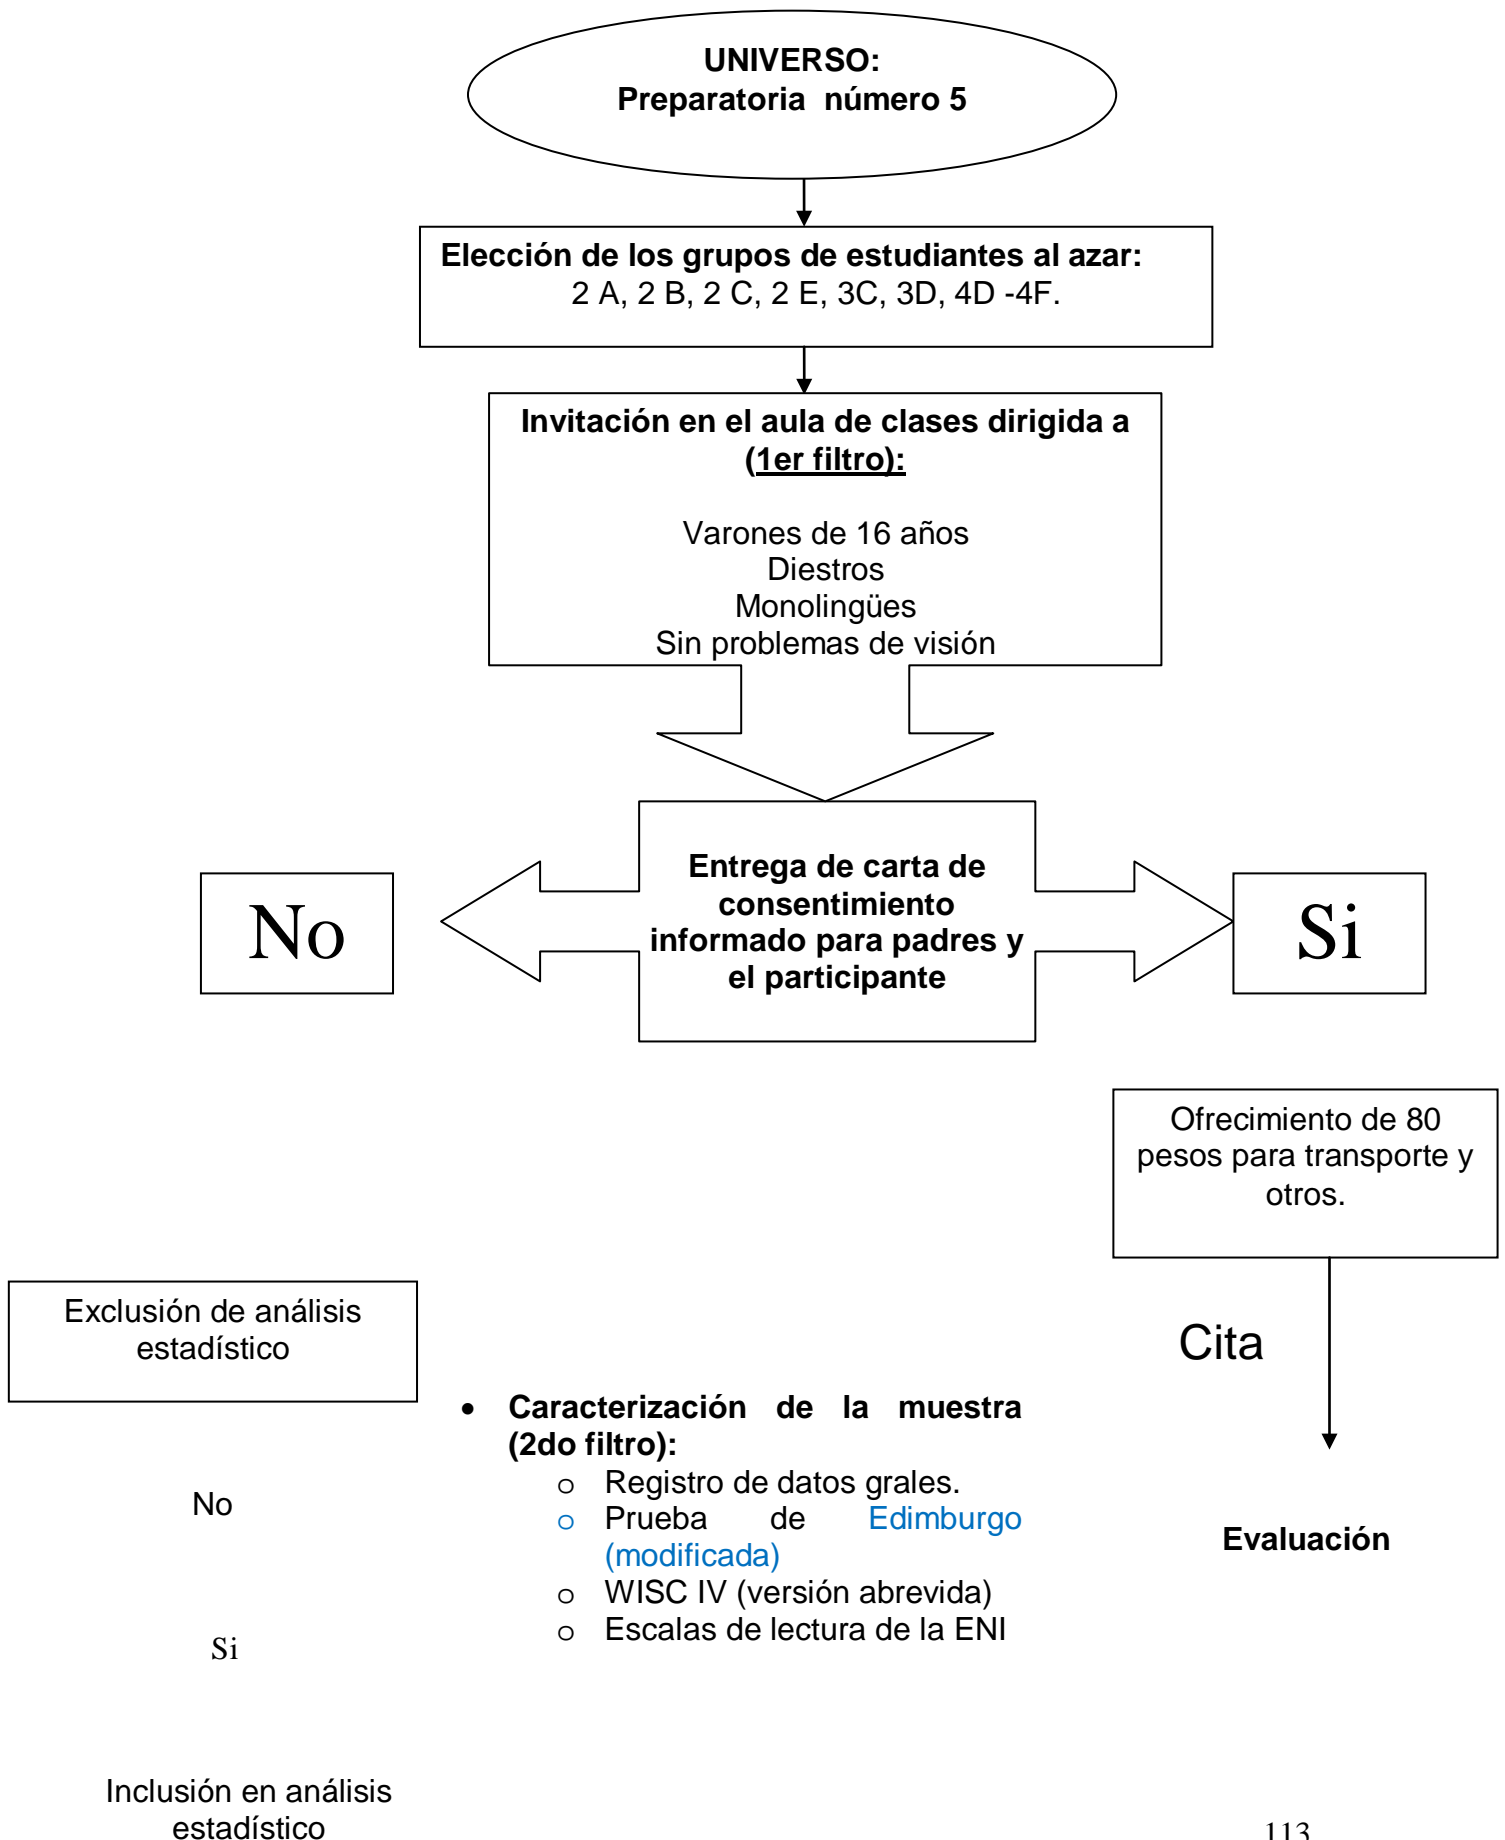 UNIVERSO:
Preparatoria número 5
Elección de los grupos de estudiantes al azar:
2 A, 2 B, 2 C, 2 E, 3C, 3D, 4D -4F.
Invitación en el aula de clases dirigida a
(1er filtro):
Varones de 16 años
Diestros
Monolingües
Sin problemas de visión
Entrega de carta de
consentimiento
informado para padres y
el participante
No
Si
Ofrecimiento de 80
pesos para transporte y
otros.
Cita
Evaluación
• Caracterización de la muestra
(2do filtro):
o Registro de datos grales.
o Prueba de Edimburgo
(modificada)
o WISC IV (versión abrevida)
o Escalas de lectura de la ENI
Exclusión de análisis
estadístico
No
Si
Inclusión en análisis
estadístico
113